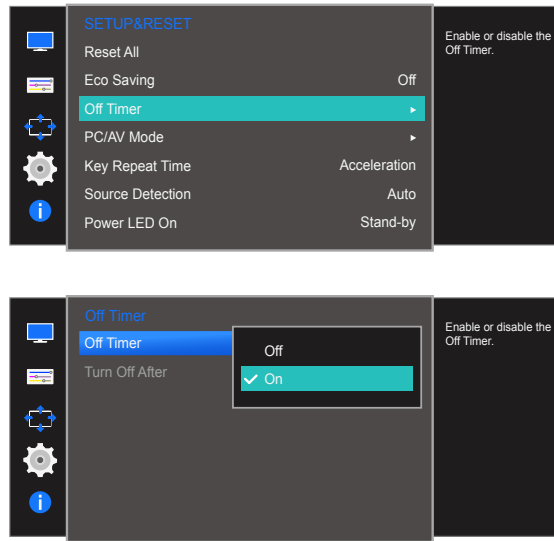 SETUP&RESET
Reset All
Eco Saving Off
Off Timer
PC/AV Mode
Key Repeat Time Acceleration
Source Detection Auto
Power LED On Stand-by
Enable or disable the
Off Timer.
Off Timer
Off Timer
Turn Off After
Off
On
Enable or disable the
Off Timer.